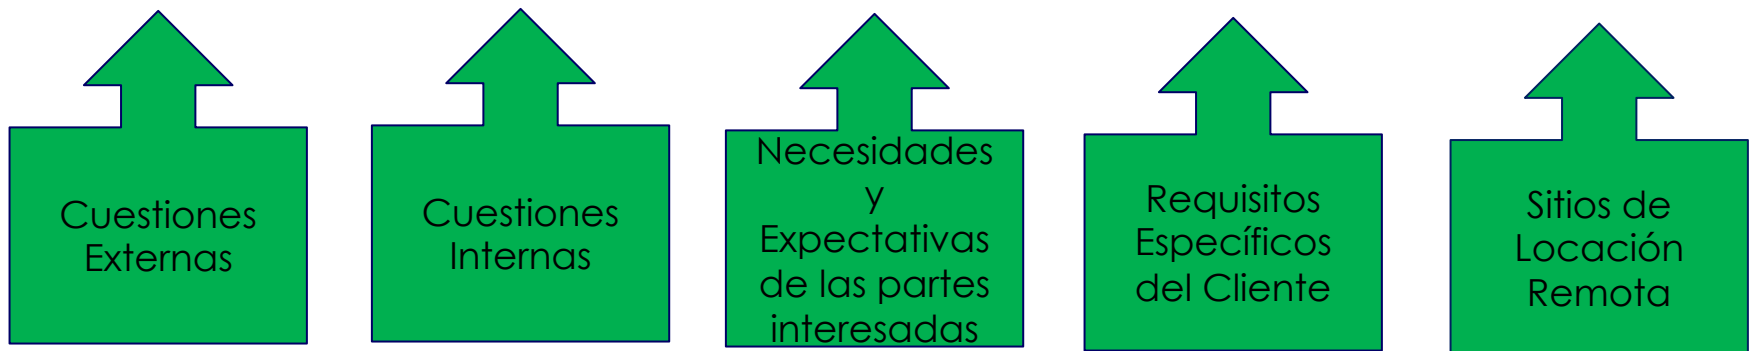 Cuestiones
Externas
Cuestiones
Internas
Necesidades
y
Expectativas
de las partes
interesadas
Requisitos
Específicos
del Cliente
Sitios de
Locación
Remota